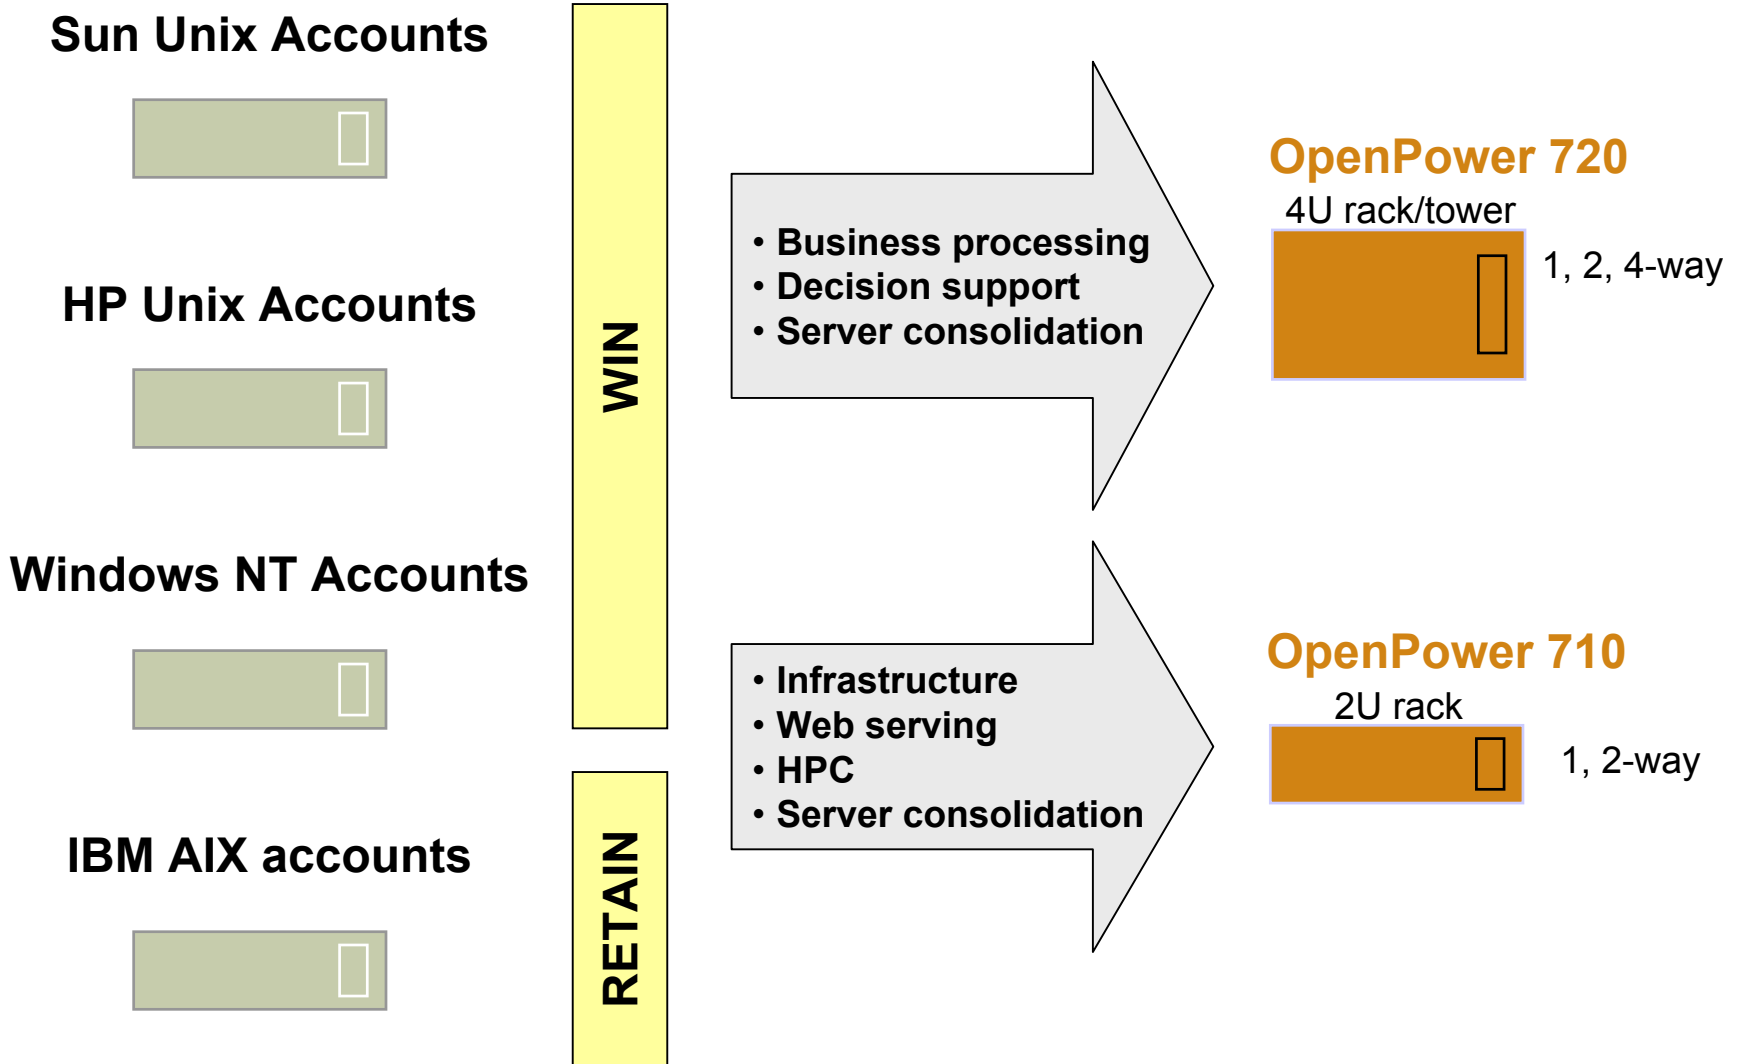 Sun Unix Accounts
HP Unix Accounts
Windows NT Accounts
IBM AIX accounts
WIN
RETAIN
• Business processing
• Decision support
• Server consolidation
• Infrastructure
• Web serving
• HPC
• Server consolidation
OpenPower 720
4U rack/tower
1, 2, 4-way
OpenPower 710
2U rack
1, 2-way